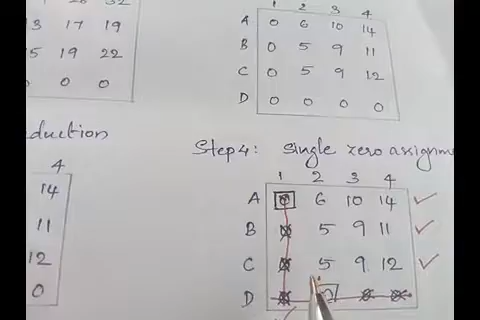 1 2 3 4
A 0 6 10 14
B 0 5 9 11
C 0 5 9 12
D 0 0 0 0
3 17 19
15 19 22
0 0 0
duction
4
14
11
12
0
Step 4: Single zero assignm
1 2 3 4
A 0 6 10 14
B 0 5 9 11
C 0 5 9 12
D 0 0 0 0